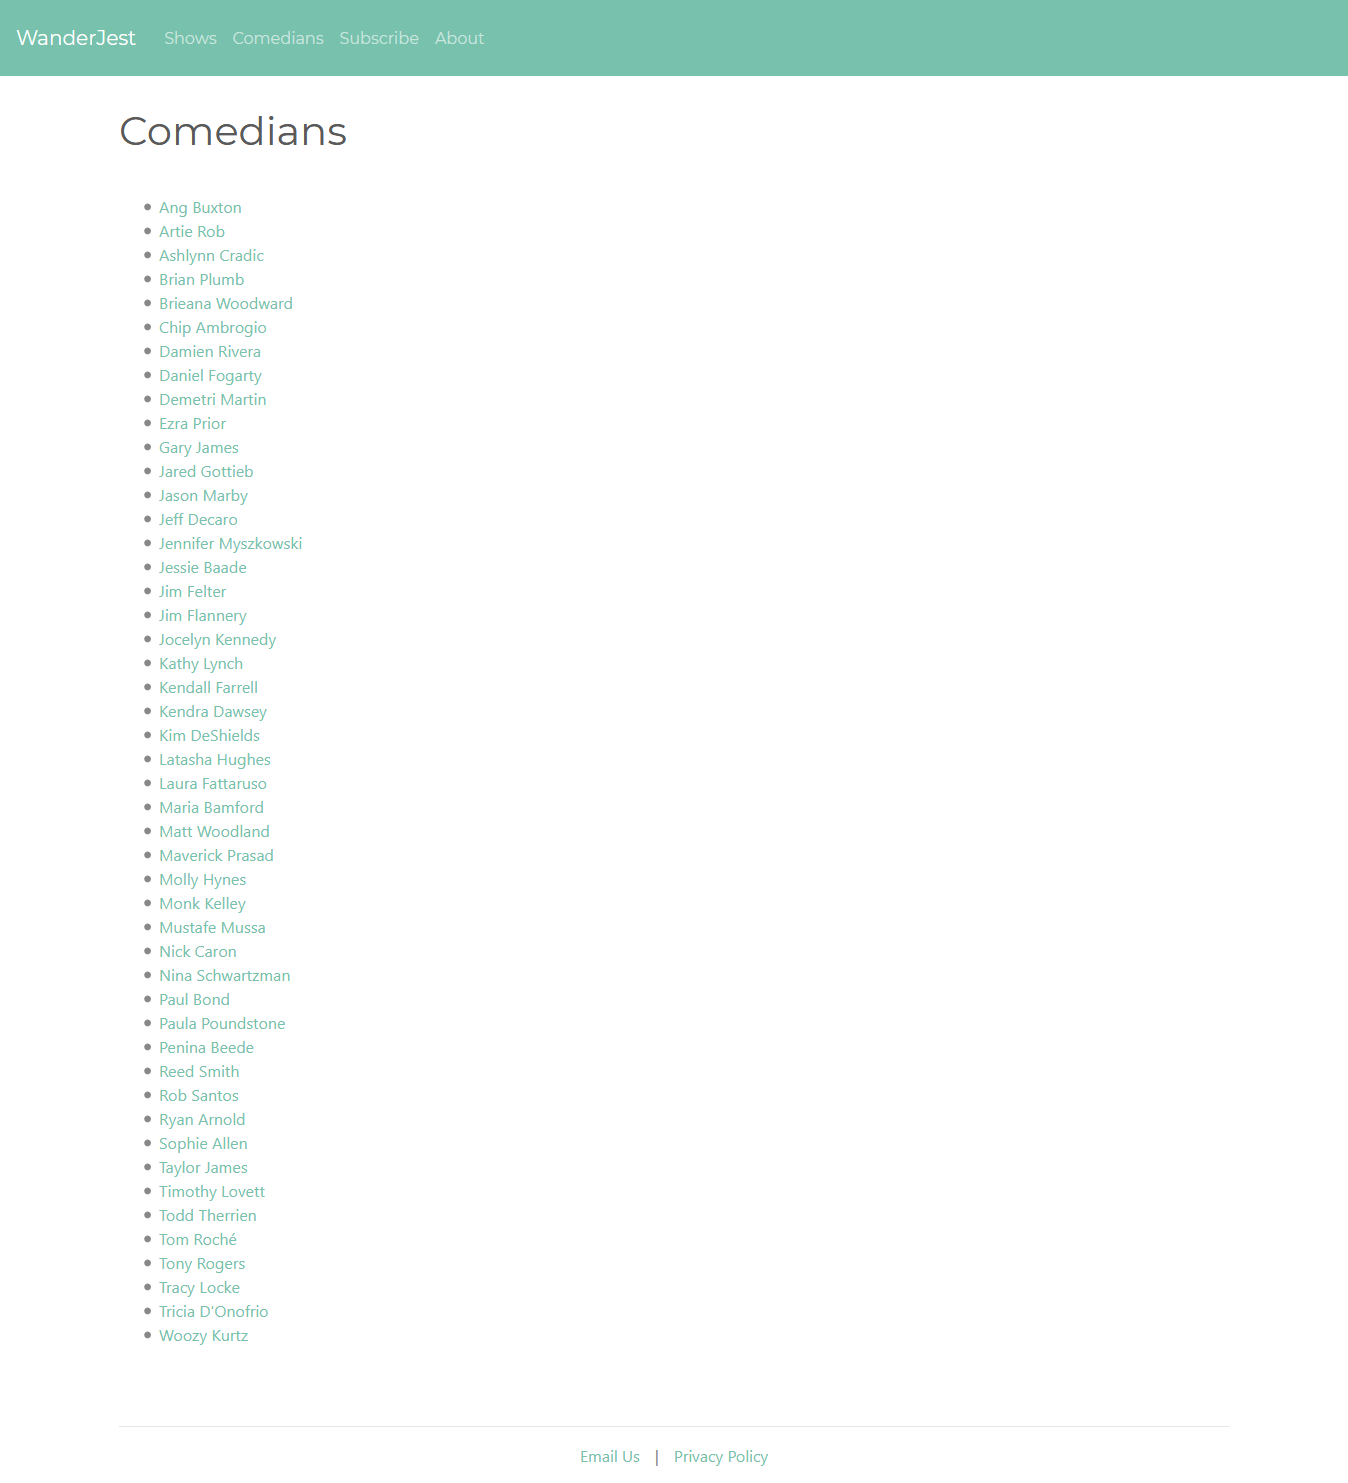 WanderJest Shows Comedians Subscribe About
Comedians
Ang Buxton
Artie Rob
Ashlynn Cradic
Brian Plumb
Brieana Woodward
Chip Ambrogio
Damien Rivera
Daniel Fogarty
Demetri Martin
Ezra Prior
Gary James
Jared Gottieb
Jason Marby
Jeff Decaro
Jennifer Myszkowski
Jessie Baade
Jim Felter
Jim Flannery
Jocelyn Kennedy
Kathy Lynch
Kendall Farrell
Kendra Dawsey
Kim DeShields
Latasha Hughes
Laura Fattaruso
Maria Bamford
Matt Woodland
Maverick Prasad
Molly Hynes
Monk Kelley
Mustafe Mussa
Nick Caron
Nina Schwartzman
Paul Bond
Paula Poundstone
Penina Beede
Reed Smith
Rob Santos
Ryan Arnold
Sophie Allen
Taylor James
Timothy Lovett
Todd Therrien
Tom Roché
Tony Rogers
Tracy Locke
Tricia D'Onofrio
Woozy Kurtz
Email Us | Privacy Policy